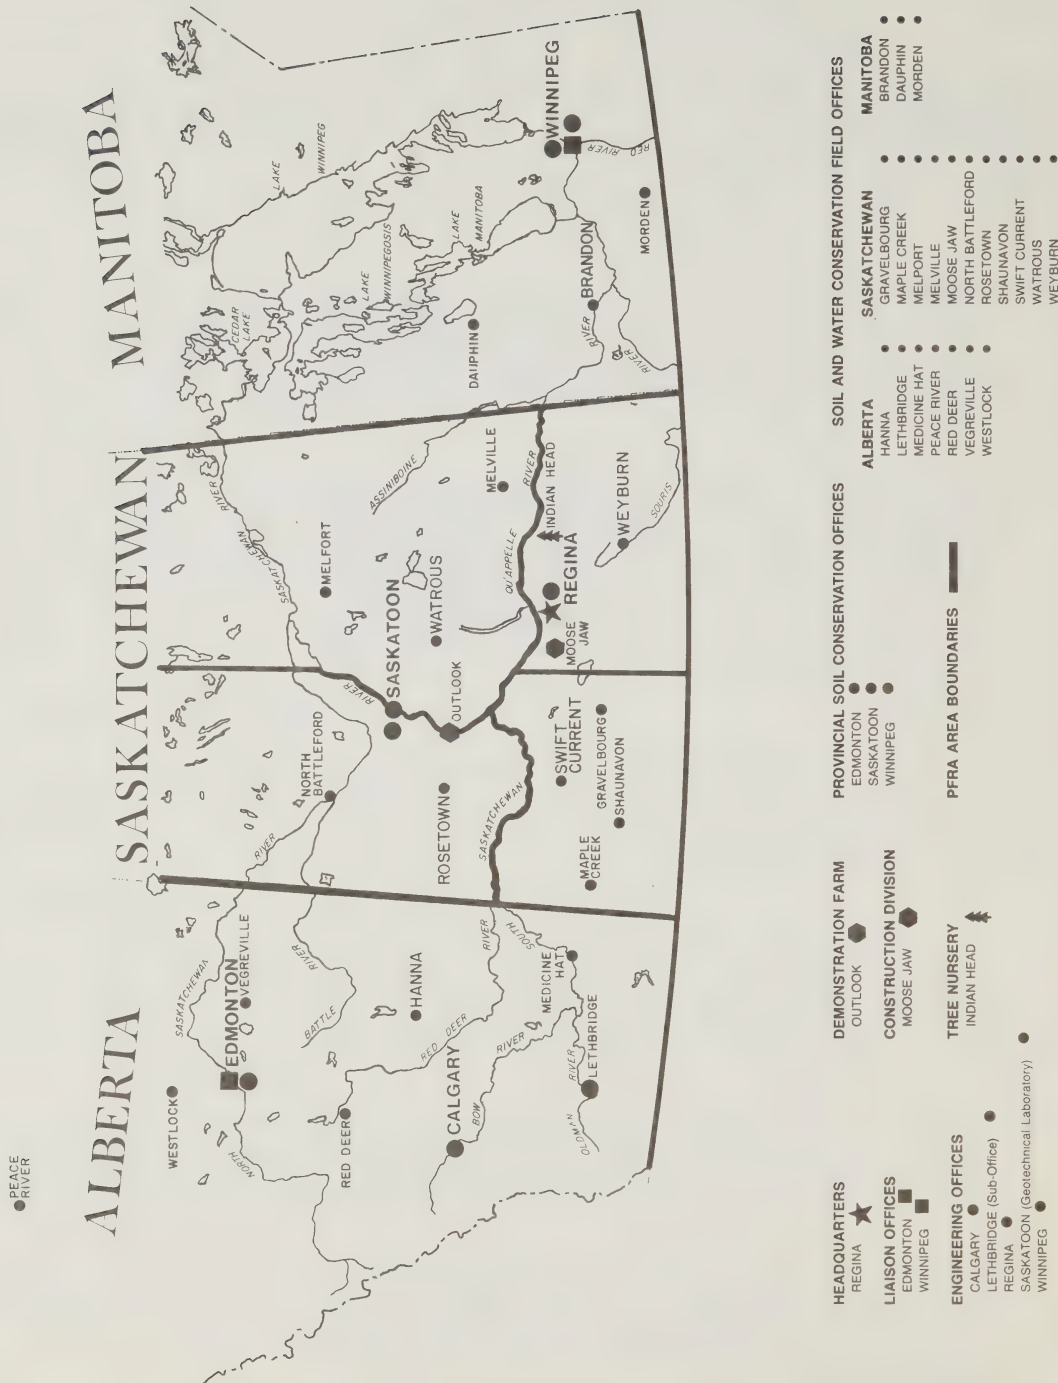 ALBERTA
SASKATCHEWAN
MANITOBA
PEACE
RIVER
WESTLOCK
NORTH
SASKATCHEWAN
RIVER
EDMONTON
VEGREVILLE
RED DEER
BATTLE
RIVER
HANNA
CALGARY
RED DEER
RIVER
BOW
RIVER
SOUTH
MEDICINE
HAT
OLDMAN
RIVER
LETHBRIDGE
NORTH
BATTLEFORD
ROSETOWN
SASKATCHEWAN
RIVER
MAPLE
CREEK
SWIFT
CURRENT
GRAVELBOURG
SHAUNAVON
SASKATCHEWAN
RIVER
MELFORT
SASKATOON
WATROUS
OUTLOOK
MOOSE
JAW
REGINA
QU'APPELLE
RIVER
INDIAN HEAD
MELVILLE
ASSINIBOINE
WEYBURN
SOURIS
CEDAR
LAKE
LAKE
WINNIPEGOSIS
LAKE
MANITOBA
LAKE
WINNIPEG
DAUPHIN
BRANDON
RIVER
RIVER
WINNIPEG
RED
RIVER
MORDEN
HEADQUARTERS
REGINA
LIAISON OFFICES
EDMONTON
WINNIPEG
ENGINEERING OFFICES
CALGARY
LETHBRIDGE (Sub-Office)
REGINA
SASKATOON (Geotechnical Laboratory)
WINNIPEG
DEMONSTRATION FARM
OUTLOOK
CONSTRUCTION DIVISION
MOOSE JAW
TREE NURSERY
INDIAN HEAD
PROVINCIAL SOIL CONSERVATION OFFICES
EDMONTON
SASKATOON
WINNIPEG
PFRA AREA BOUNDARIES
SOIL AND WATER CONSERVATION FIELD OFFICES
ALBERTA
HANNA
LETHBRIDGE
MEDICINE HAT
PEACE RIVER
RED DEER
VEGREVILLE
WESTLOCK
SASKATCHEWAN
GRAVELBOURG
MAPLE CREEK
MELPORT
MELVILLE
MOOSE JAW
NORTH BATTLEFORD
ROSETOWN
SHAUNAVON
SWIFT CURRENT
WATROUS
WEYBURN
MANITOBA
BRANDON
DAUPHIN
MORDEN